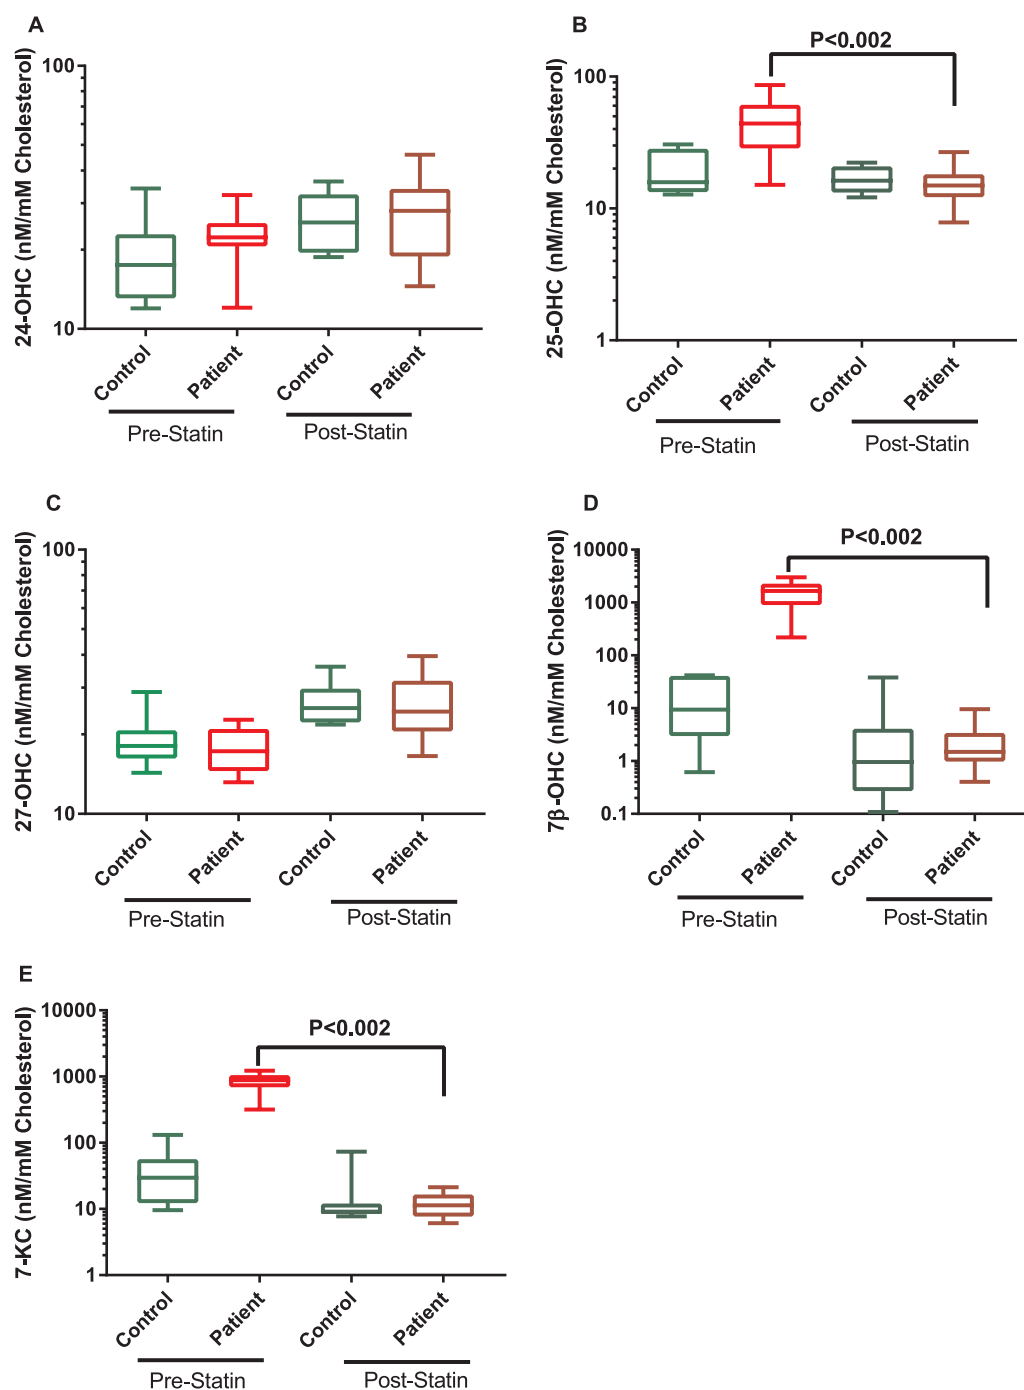 A
24-OHC (nM/mM Cholesterol)
100
10
Control
Patient
Control
Patient
Pre-Statin
Post-Statin
B
P<0.002
25-OHC (nM/mM Cholesterol)
100
10
1
Control
Patient
Control
Patient
Pre-Statin
Post-Statin
C
27-OHC (nM/mM Cholesterol)
100
10
Control
Patient
Control
Patient
Pre-Statin
Post-Statin
D
P<0.002
7β-OHC (nM/mM Cholesterol)
10000
1000
100
10
1
0.1
Control
Patient
Control
Patient
Pre-Statin
Post-Statin
E
P<0.002
7-KC (nM/mM Cholesterol)
10000
1000
100
10
1
Control
Patient
Control
Patient
Pre-Statin
Post-Statin